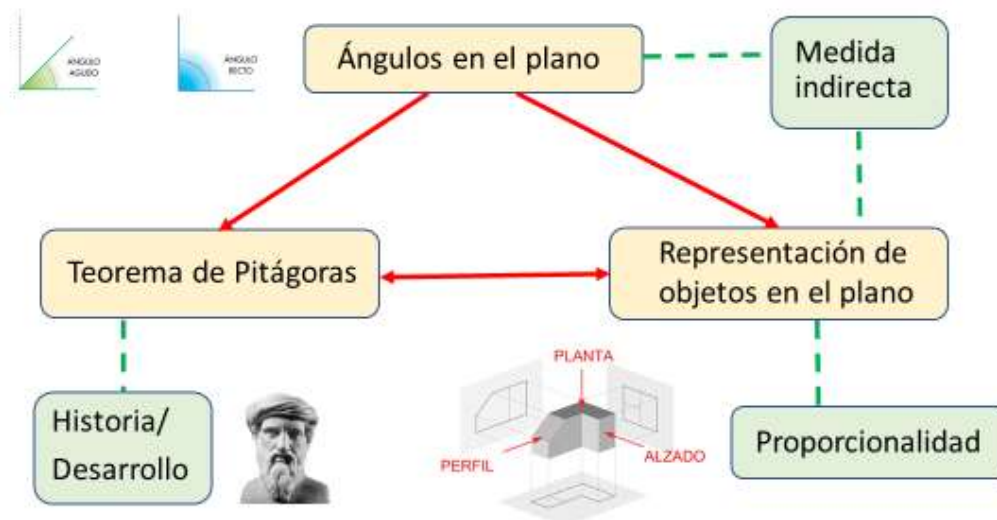 ÁNGULO
AGUDO
ÁNGULO
RECTO
Ángulos en el plano
Medida
indirecta
Teorema de Pitágoras
Representación de
objetos en el plano
Historia/
Desarrollo
PLANTA
PERFIL
ALZADO
Proporcionalidad